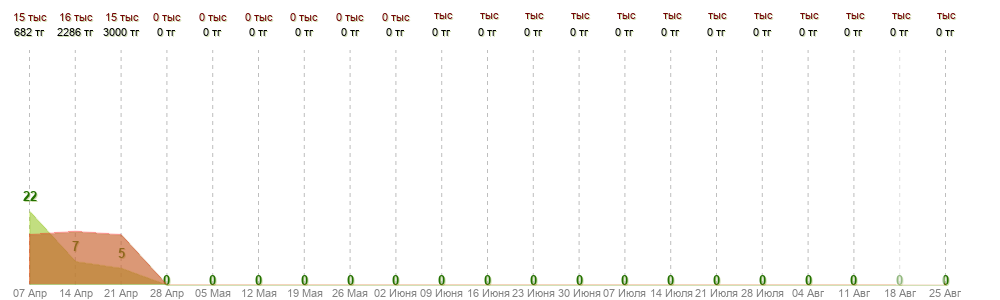 15 тыс 16 тыс 15 тыс 0 тыс 0 тыс 0 тыс 0 тыс 0 тыс 0 тыс тыс тыс тыс тыс тыс тыс тыс тыс тыс тыс тыс тыс
682 тг 2286 тг 3000 тг 0 тг 0 тг 0 тг 0 тг 0 тг 0 тг 0 тг 0 тг 0 тг 0 тг 0 тг 0 тг 0 тг 0 тг 0 тг 0 тг 0 тг 0 тг
22
7
5
0 0 0 0 0 0 0 0 0 0 0 0 0 0 0 0 0 0
07 Апр 14 Апр 21 Апр 28 Апр 05 Мая 12 Мая 19 Мая 26 Мая 02 Июня 09 Июня 16 Июня 23 Июня 30 Июня 07 Июля 14 Июля 21 Июля 28 Июля 04 Авг 11 Авг 18 Авг 25 Авг